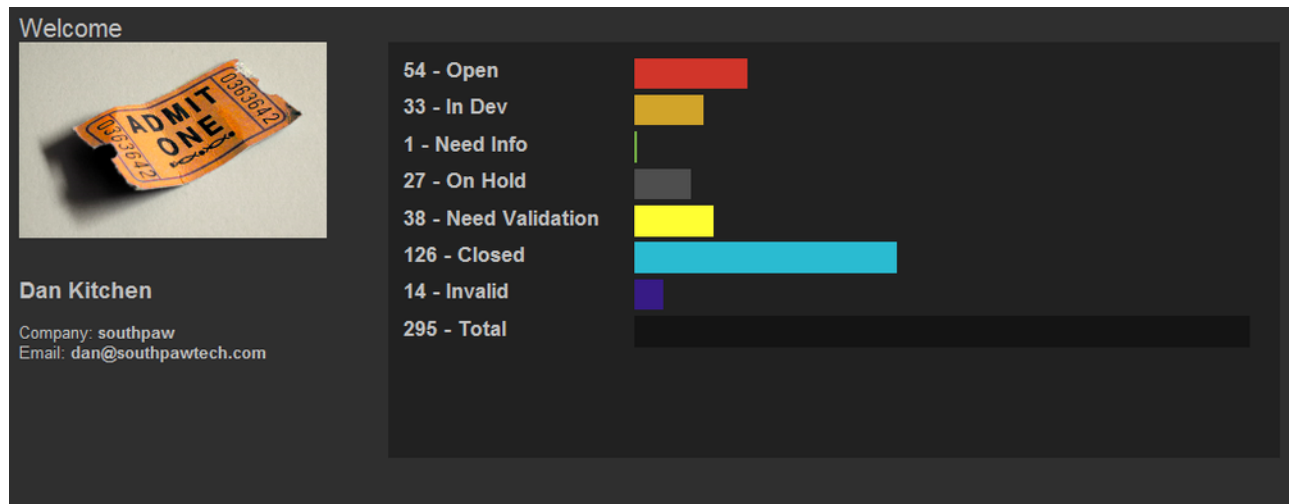 Welcome
0363642
ADMIT
ONE
0363642
Dan Kitchen
Company: southpaw
Email: dan@southpawtech.com
54 - Open
33 - In Dev
1 - Need Info
27 - On Hold
38 - Need Validation
126 - Closed
14 - Invalid
295 - Total